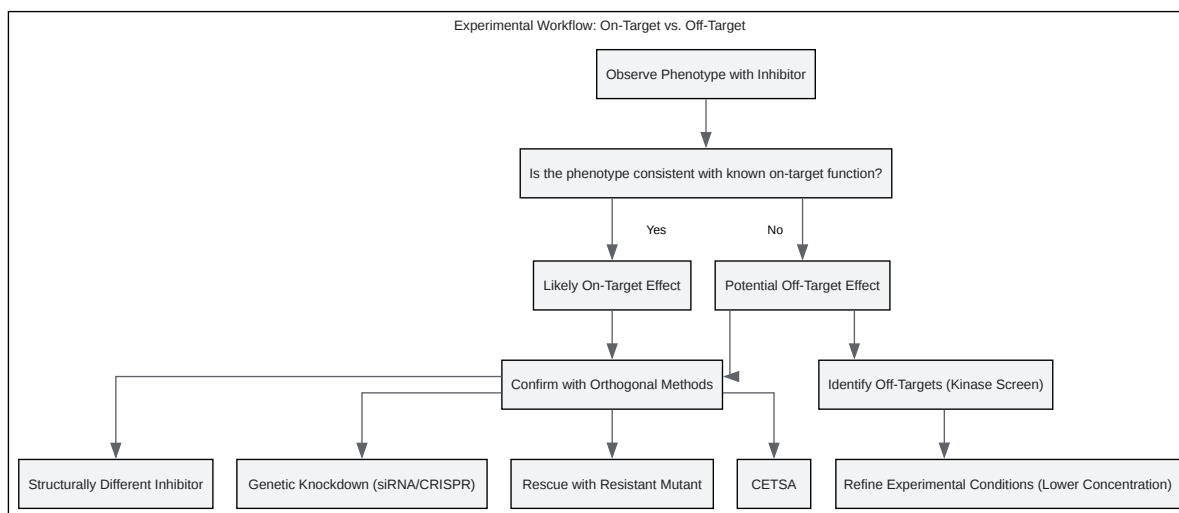 Experimental Workflow: On-Target vs. Off-Target
Observe Phenotype with Inhibitor
Is the phenotype consistent with known on-target function?
Yes
No
Likely On-Target Effect
Potential Off-Target Effect
Confirm with Orthogonal Methods
Identify Off-Targets (Kinase Screen)
Structurally Different Inhibitor
Genetic Knockdown (siRNA/CRISPR)
Rescue with Resistant Mutant
CETSA
Refine Experimental Conditions (Lower Concentration)